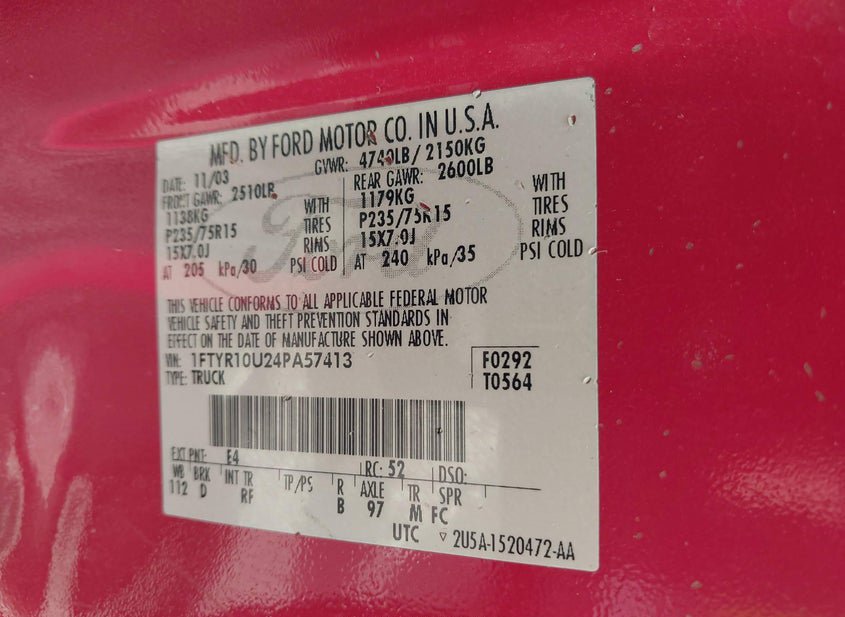 MFD. BY FORD MOTOR CO. IN U.S.A.
DATE: 11/03 GVWR: 4740LB/ 2150KG
FRONT GAWR: 2510LB REAR GAWR: 2600LB
1138KG WITH 1179KG WITH
P235/75R15 TIRES P235/75R15 TIRES
15X7.0J RIMS 15X7.0J RIMS
AT 205 kPa/30 PSI COLD AT 240 kPa/35 PSI COLD
Ford
THIS VEHICLE CONFORMS TO ALL APPLICABLE FEDERAL MOTOR
VEHICLE SAFETY AND THEFT PREVENTION STANDARDS IN
EFFECT ON THE DATE OF MANUFACTURE SHOWN ABOVE.
VIN: 1FTYR10U24PA57413 F0292
TYPE: TRUCK T0564
EXT PNT: E4 RC: 52 DSO:
WB BRK INT TR TP/PS R AXLE TR SPR
112 D RF B 97 M FC
UTC ▽ 2U5A-1520472-AA